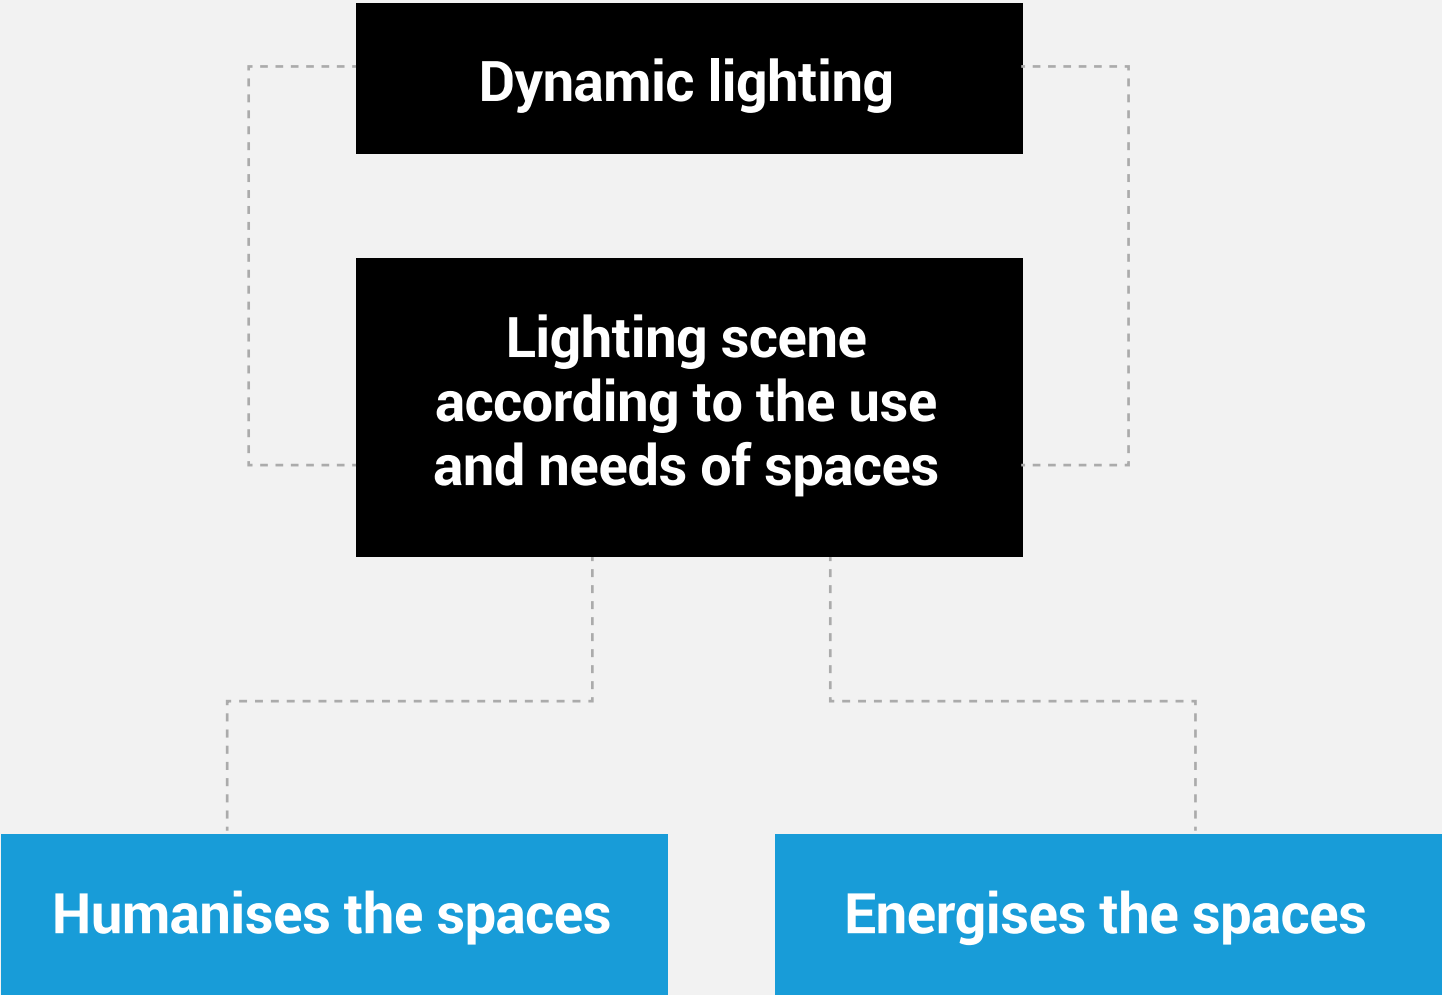 Dynamic lighting
Lighting scene
according to the use
and needs of spaces
Humanises the spaces
Energises the spaces